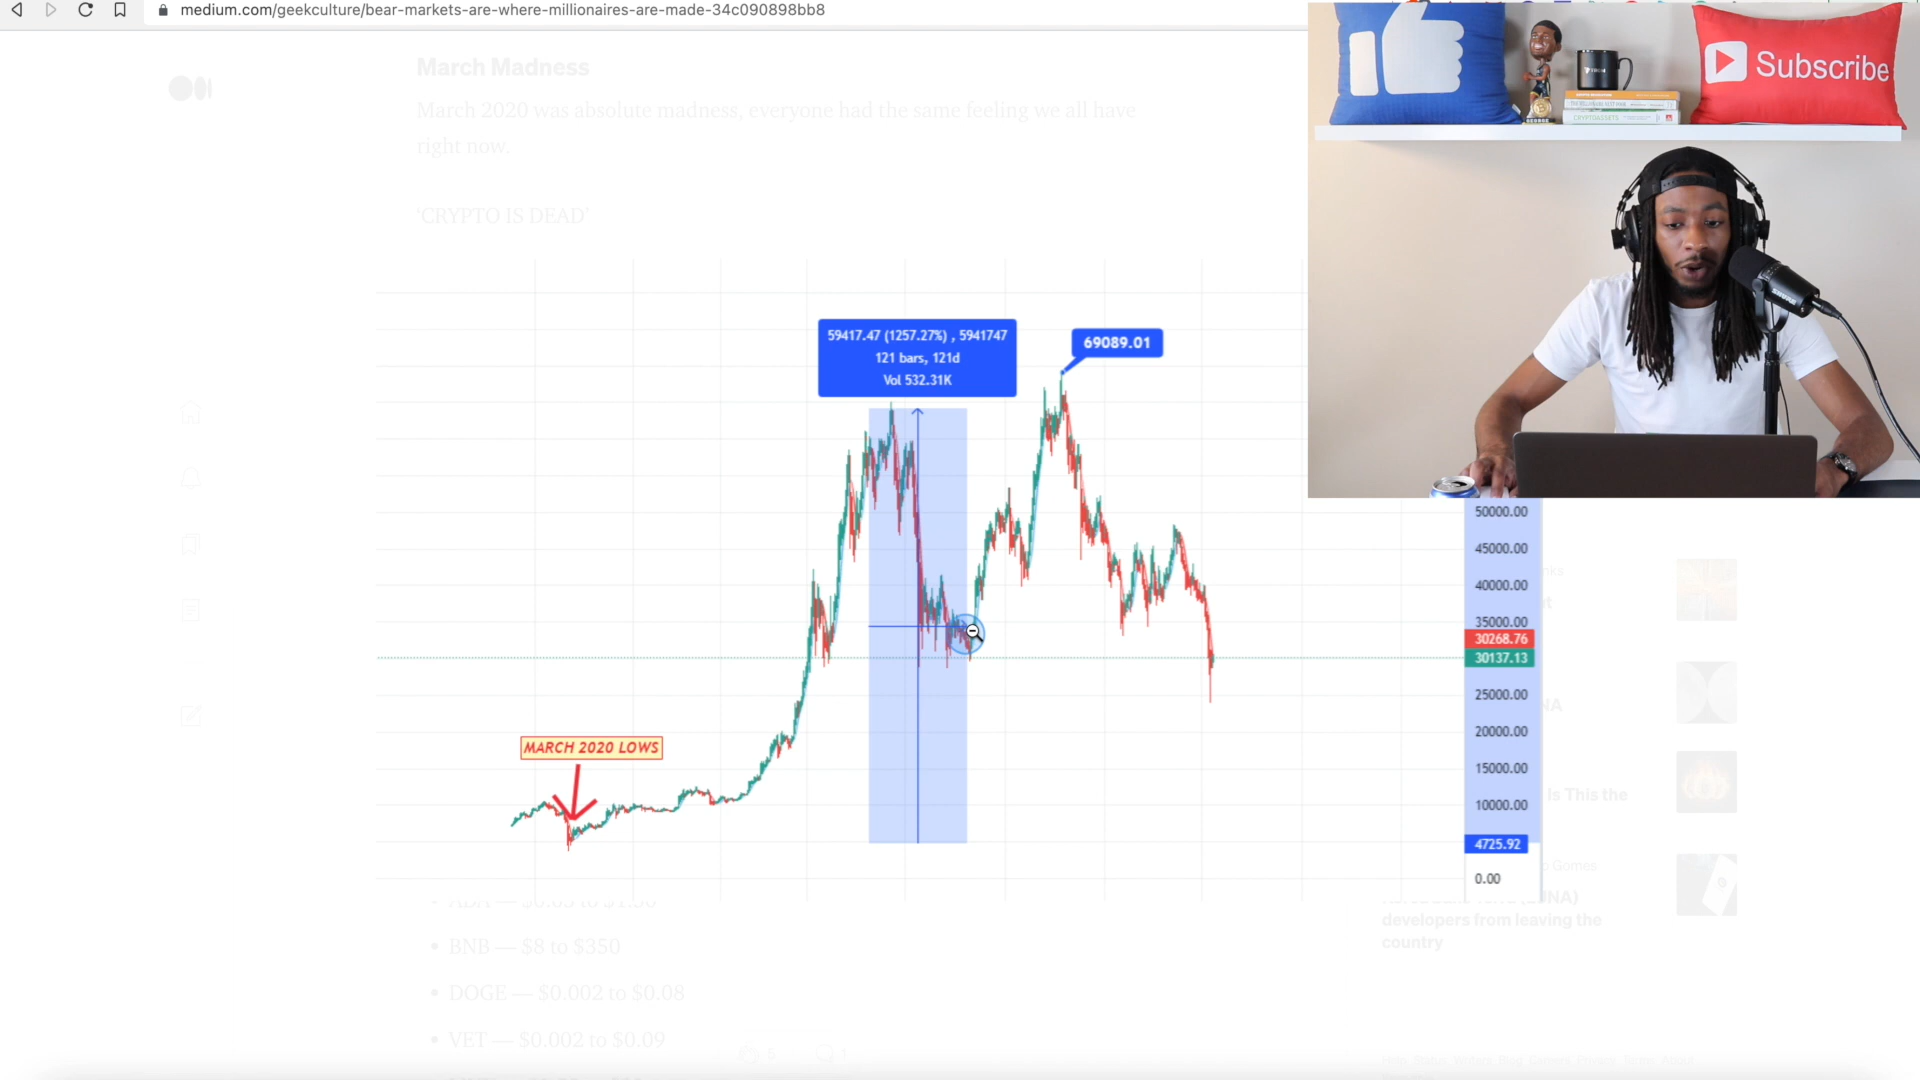 medium.com/geekculture/bear-markets-are-where-millionaires-are-made-34c090898bb8
March Madness
March 2020 was absolute madness, everyone had the same feeling we all have
right now.
'CRYPTO IS DEAD'
Subscribe
59417.47 (1257.27%) , 5941747
121 bars, 121d
Vol 532.31K
69089.01
50000.00
45000.00
40000.00
35000.00
30268.76
30137.13
25000.00
20000.00
15000.00
10000.00
4725.92
0.00
MARCH 2020 LOWS
Is This the
Games
developers from leaving the
country
BNB — $8 to $350
DOGE — $0.002 to $0.08
VET — $0.002 to $0.09